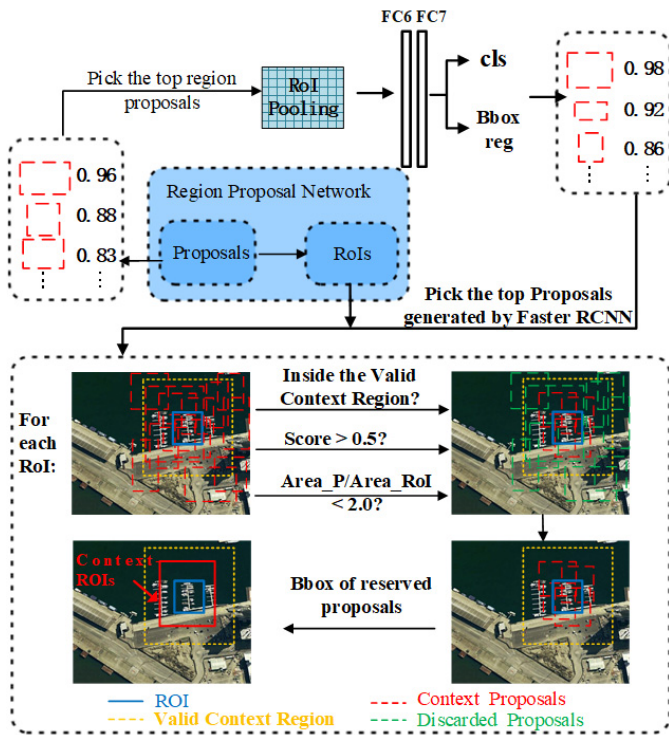 FC6 FC7
Pick the top region
proposals
RoI
Pooling
cls
Bbox
reg
0.98
0.92
0.86
0.96
0.88
0.83
Region Proposal Network
Proposals
RoIs
Pick the top Proposals
generated by Faster RCNN
For
each
RoI:
Inside the Valid
Context Region?
Score > 0.5?
Area_P/Area_RoI
< 2.0?
Context
ROIs
Bbox of reserved
proposals
ROI
Context Proposals
Valid Context Region
Discarded Proposals